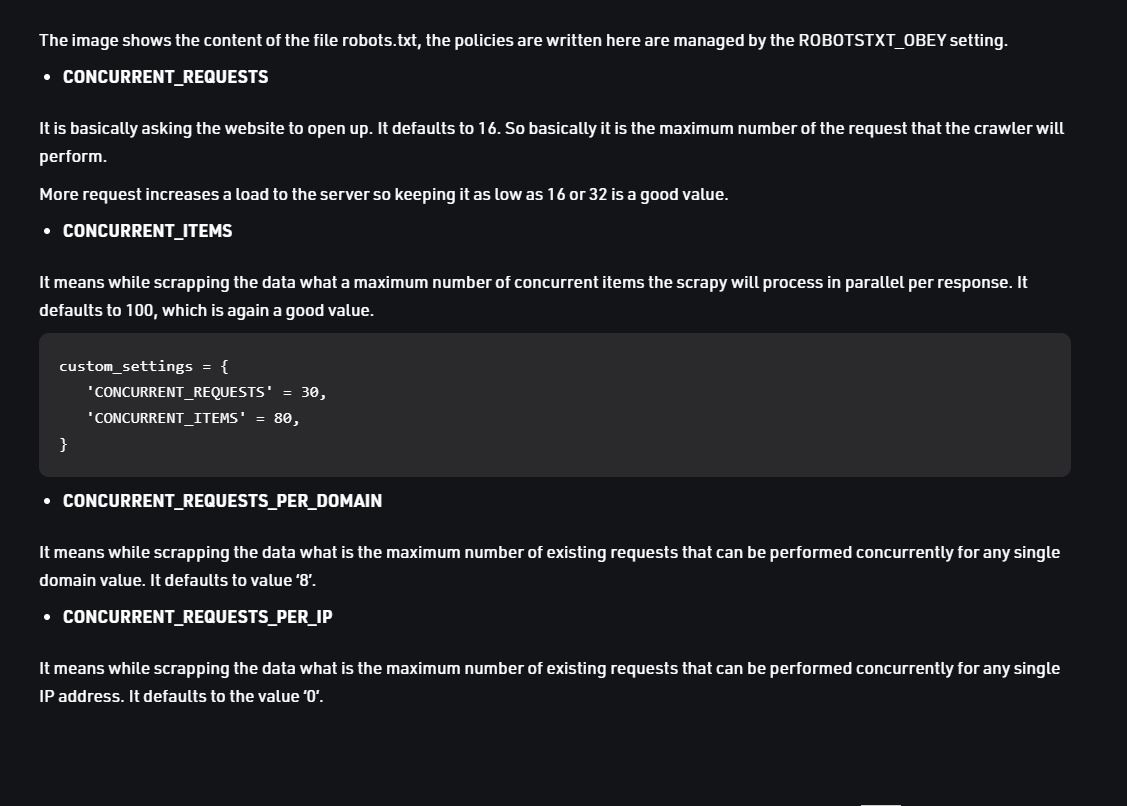 The image shows the content of the file robots.txt, the policies are written here are managed by the ROBOTSTXT_OBEY setting.
• CONCURRENT_REQUESTS
It is basically asking the website to open up. It defaults to 16. So basically it is the maximum number of the request that the crawler will
perform.
More request increases a load to the server so keeping it as low as 16 or 32 is a good value.
• CONCURRENT_ITEMS
It means while scrapping the data what a maximum number of concurrent items the scrapy will process in parallel per response. It
defaults to 100, which is again a good value.
custom_settings = {
   'CONCURRENT_REQUESTS' = 30,
   'CONCURRENT_ITEMS' = 80,
}
• CONCURRENT_REQUESTS_PER_DOMAIN
It means while scrapping the data what is the maximum number of existing requests that can be performed concurrently for any single
domain value. It defaults to value ‘8’.
• CONCURRENT_REQUESTS_PER_IP
It means while scrapping the data what is the maximum number of existing requests that can be performed concurrently for any single
IP address. It defaults to the value ‘0’.